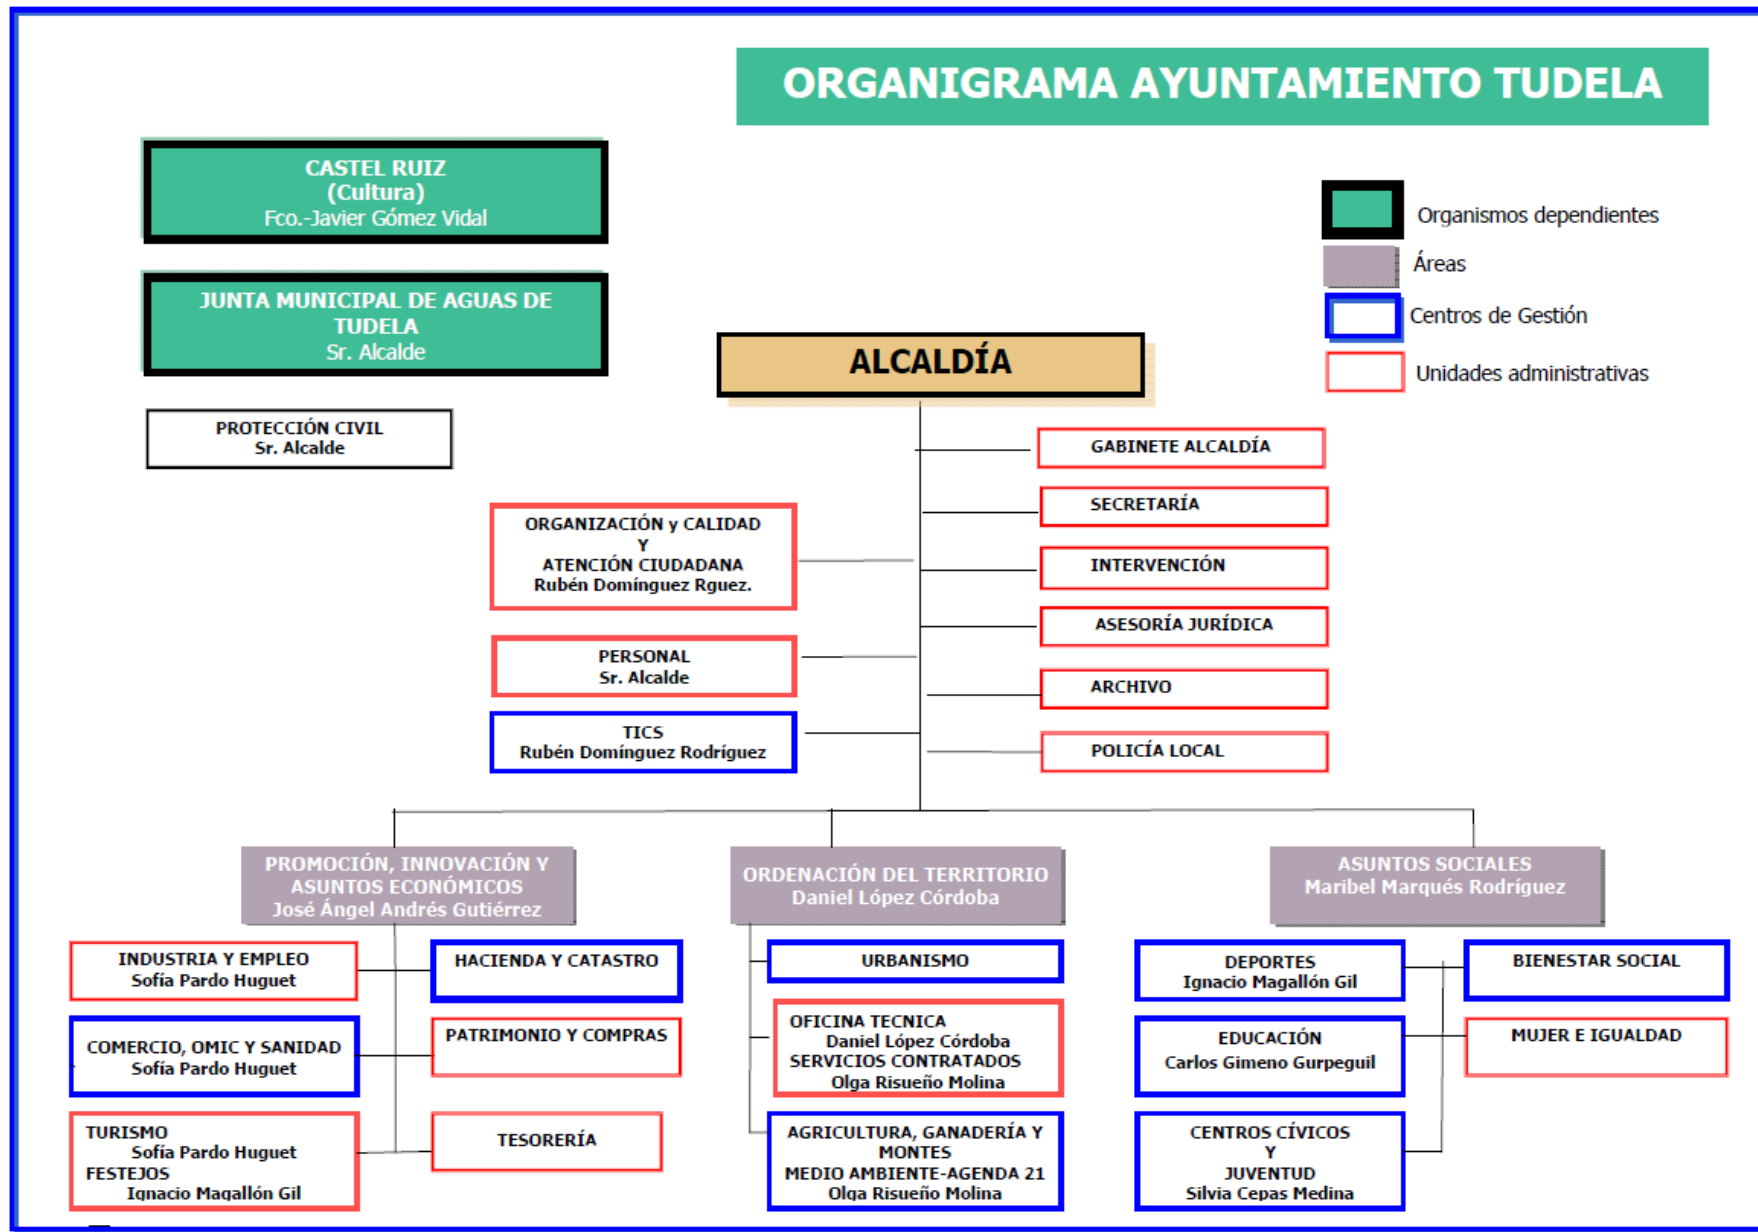 ORGANIGRAMA AYUNTAMIENTO TUDELA
CASTEL RUIZ
(Cultura)
Fco.-Javier Gómez Vidal
JUNTA MUNICIPAL DE AGUAS DE
TUDELA
Sr. Alcalde
PROTECCIÓN CIVIL
Sr. Alcalde
Organismos dependientes
Áreas
Centros de Gestión
Unidades administrativas
ALCALDÍA
GABINETE ALCALDÍA
SECRETARÍA
INTERVENCIÓN
ASESORÍA JURÍDICA
ARCHIVO
POLICÍA LOCAL
ORGANIZACIÓN y CALIDAD
Y
ATENCIÓN CIUDADANA
Rubén Domínguez Rguez.
PERSONAL
Sr. Alcalde
TICS
Rubén Domínguez Rodríguez
PROMOCIÓN, INNOVACIÓN Y
ASUNTOS ECONÓMICOS
José Ángel Andrés Gutiérrez
INDUSTRIA Y EMPLEO
Sofía Pardo Huguet
HACIENDA Y CATASTRO
COMERCIO, OMIC Y SANIDAD
Sofía Pardo Huguet
PATRIMONIO Y COMPRAS
TURISMO
Sofía Pardo Huguet
FESTEJOS
Ignacio Magallón Gil
TESORERÍA
ORDENACIÓN DEL TERRITORIO
Daniel López Córdoba
URBANISMO
OFICINA TECNICA
Daniel López Córdoba
SERVICIOS CONTRATADOS
Olga Risueño Molina
AGRICULTURA, GANADERÍA Y
MONTES
MEDIO AMBIENTE-AGENDA 21
Olga Risueño Molina
ASUNTOS SOCIALES
Maribel Marqués Rodríguez
DEPORTES
Ignacio Magallón Gil
BIENESTAR SOCIAL
EDUCACIÓN
Carlos Gimeno Gurpeguil
MUJER E IGUALDAD
CENTROS CÍVICOS
Y
JUVENTUD
Silvia Cepas Medina